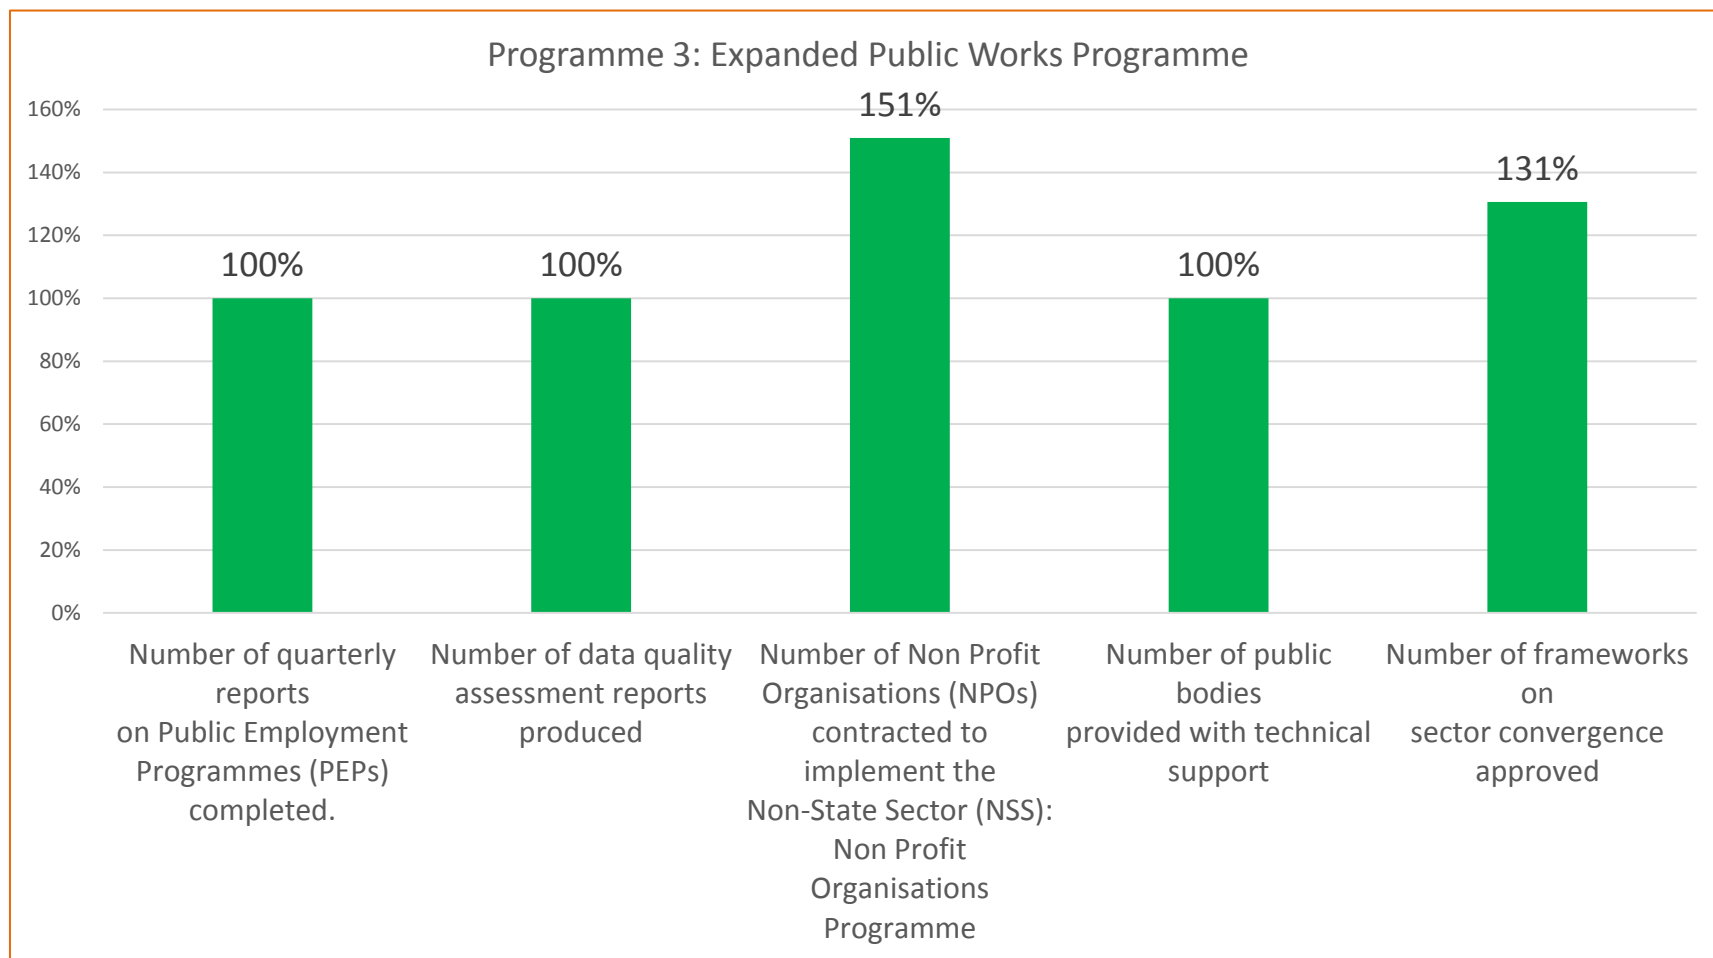 Programme 3: Expanded Public Works Programme
160%
140%
120%
100%
80%
60%
40%
20%
0%
100%
100%
151%
100%
131%
Number of quarterly
reports
on Public Employment
Programmes (PEPs)
completed.
Number of data quality
assessment reports
produced
Number of Non Profit
Organisations (NPOs)
contracted to
implement the
Non-State Sector (NSS):
Non Profit
Organisations
Programme
Number of public
bodies
provided with technical
support
Number of frameworks
on
sector convergence
approved